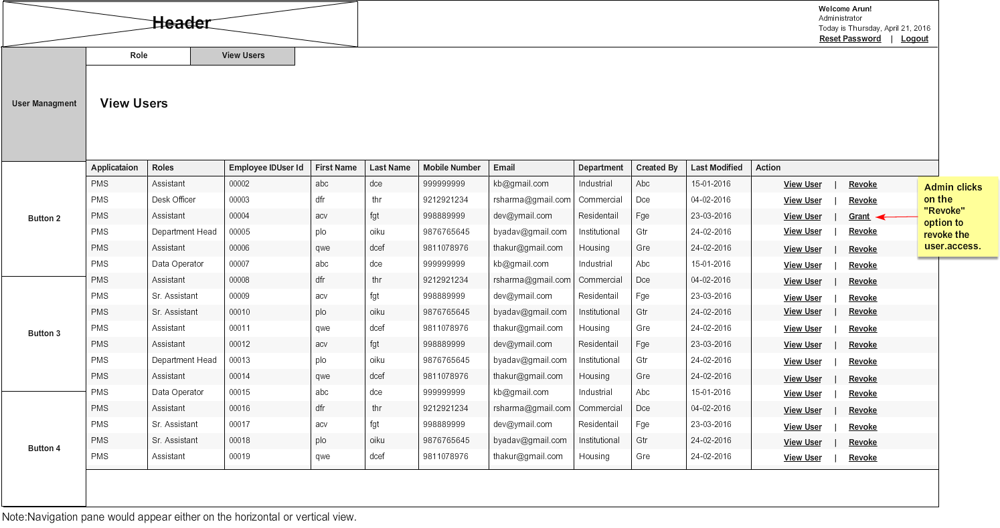 Header
Welcome Arun!
Administrator
Today is Thursday, April 21, 2016
Reset Password | Logout
Role View Users
User Managment
View Users
Applicataion Roles Employee IDUser Id First Name Last Name Mobile Number Email Department Created By Last Modified Action
PMS Assistant 00002 abc dce 999999999 kb@gmail.com Industrial Abc 15-01-2016 View User | Revoke
PMS Desk Officer 00003 dfr thr 9212921234 rsharma@gmail.com Commercial Dce 04-02-2016 View User | Revoke
PMS Assistant 00004 acv fgt 998889999 dev@ymail.com Residentail Fge 23-03-2016 View User | Grant
PMS Department Head 00005 plo oiku 9876765645 byadav@gmail.com Institutional Gtr 24-02-2016 View User | Revoke
PMS Assistant 00006 qwe dcef 9811078976 thakur@gmail.com Housing Gre 24-02-2016 View User | Revoke
PMS Data Operator 00007 abc dce 999999999 kb@gmail.com Industrial Abc 15-01-2016 View User | Revoke
PMS Assistant 00008 dfr thr 9212921234 rsharma@gmail.com Commercial Dce 04-02-2016 View User | Revoke
PMS Sr. Assistant 00009 acv fgt 998889999 dev@ymail.com Residentail Fge 23-03-2016 View User | Revoke
PMS Sr. Assistant 00010 plo oiku 9876765645 byadav@gmail.com Institutional Gtr 24-02-2016 View User | Revoke
PMS Assistant 00011 qwe dcef 9811078976 thakur@gmail.com Housing Gre 24-02-2016 View User | Revoke
PMS Assistant 00012 acv fgt 998889999 dev@ymail.com Residentail Fge 23-03-2016 View User | Revoke
PMS Department Head 00013 plo oiku 9876765645 byadav@gmail.com Institutional Gtr 24-02-2016 View User | Revoke
PMS Assistant 00014 qwe dcef 9811078976 thakur@gmail.com Housing Gre 24-02-2016 View User | Revoke
PMS Data Operator 00015 abc dce 999999999 kb@gmail.com Industrial Abc 15-01-2016 View User | Revoke
PMS Assistant 00016 dfr thr 9212921234 rsharma@gmail.com Commercial Dce 04-02-2016 View User | Revoke
PMS Sr. Assistant 00017 acv fgt 998889999 dev@ymail.com Residentail Fge 23-03-2016 View User | Revoke
PMS Sr. Assistant 00018 plo oiku 9876765645 byadav@gmail.com Institutional Gtr 24-02-2016 View User | Revoke
PMS Assistant 00019 qwe dcef 9811078976 thakur@gmail.com Housing Gre 24-02-2016 View User | Revoke
Admin clicks
on the
"Revoke"
option to
revoke the
user.access.
Button 2
Button 3
Button 4
Note:Navigation pane would appear either on the horizontal or vertical view.